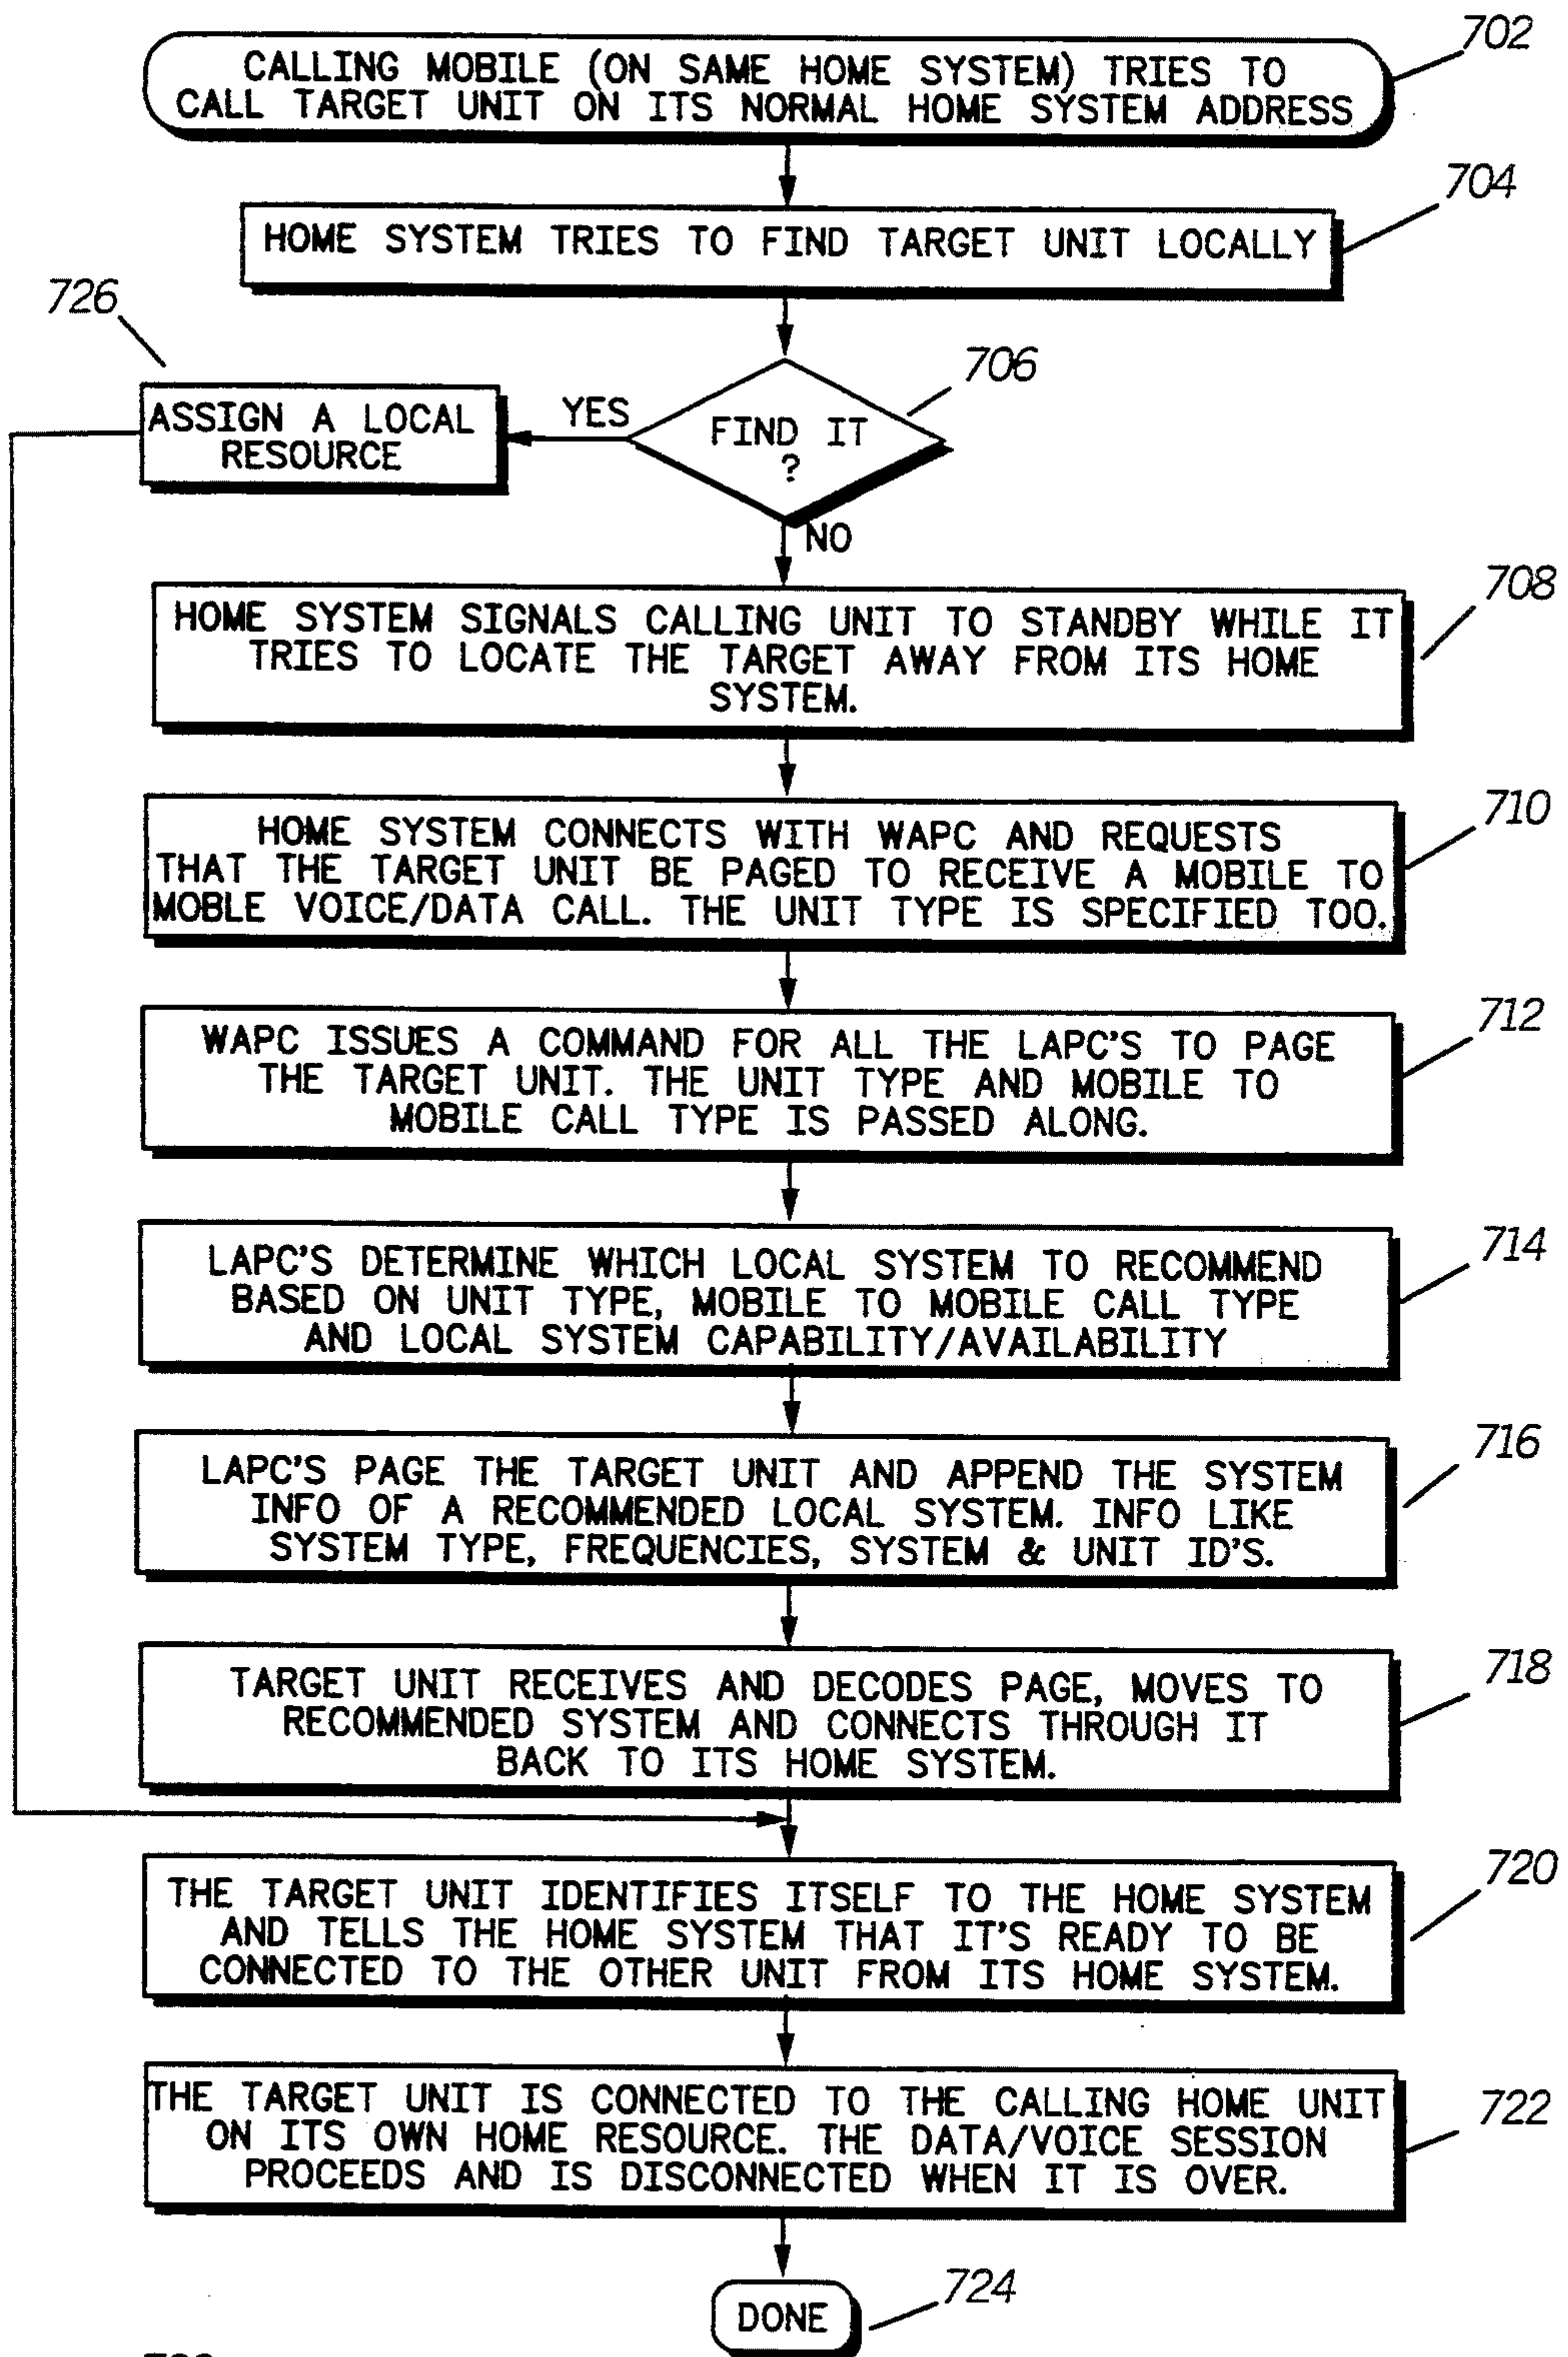 702
CALLING MOBILE (ON SAME HOME SYSTEM) TRIES TO
CALL TARGET UNIT ON ITS NORMAL HOME SYSTEM ADDRESS
704
HOME SYSTEM TRIES TO FIND TARGET UNIT LOCALLY
726
706
ASSIGN A LOCAL
RESOURCE
YES
FIND IT
?
NO
708
HOME SYSTEM SIGNALS CALLING UNIT TO STANDBY WHILE IT
TRIES TO LOCATE THE TARGET AWAY FROM ITS HOME
SYSTEM.
710
HOME SYSTEM CONNECTS WITH WAPC AND REQUESTS
THAT THE TARGET UNIT BE PAGED TO RECEIVE A MOBILE TO
MOBLE VOICE/DATA CALL. THE UNIT TYPE IS SPECIFIED TOO.
712
WAPC ISSUES A COMMAND FOR ALL THE LAPC'S TO PAGE
THE TARGET UNIT. THE UNIT TYPE AND MOBILE TO
MOBILE CALL TYPE IS PASSED ALONG.
714
LAPC'S DETERMINE WHICH LOCAL SYSTEM TO RECOMMEND
BASED ON UNIT TYPE, MOBILE TO MOBILE CALL TYPE
AND LOCAL SYSTEM CAPABILITY/AVAILABILITY
716
LAPC'S PAGE THE TARGET UNIT AND APPEND THE SYSTEM
INFO OF A RECOMMENDED LOCAL SYSTEM. INFO LIKE
SYSTEM TYPE, FREQUENCIES, SYSTEM & UNIT ID'S.
718
TARGET UNIT RECEIVES AND DECODES PAGE, MOVES TO
RECOMMENDED SYSTEM AND CONNECTS THROUGH IT
BACK TO ITS HOME SYSTEM.
720
THE TARGET UNIT IDENTIFIES ITSELF TO THE HOME SYSTEM
AND TELLS THE HOME SYSTEM THAT IT'S READY TO BE
CONNECTED TO THE OTHER UNIT FROM ITS HOME SYSTEM.
722
THE TARGET UNIT IS CONNECTED TO THE CALLING HOME UNIT
ON ITS OWN HOME RESOURCE. THE DATA/VOICE SESSION
PROCEEDS AND IS DISCONNECTED WHEN IT IS OVER.
724
DONE